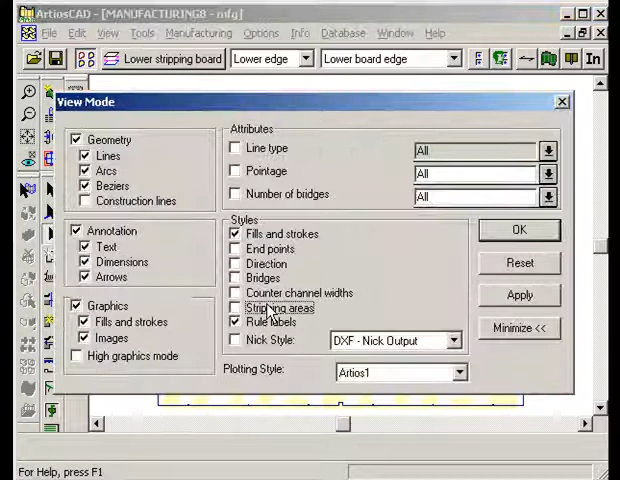 ArtiosCAD - [MANUFACTURING8 - mfg]
File Edit View Tools Manufacturing Options Info Database Window Help
Lower stripping board Lower edge Lower board edge In
View Mode
Geometry
Lines
Arcs
Beziers
Construction lines
Annotation
Text
Dimensions
Arrows
Graphics
Fills and strokes
Images
High graphics mode
Attributes
Line type All
Pointage All
Number of bridges All
Styles
Fills and strokes
End points
Direction
Bridges
Counter channel widths
Stripping areas
Rule labels
Nick Style: DXF - Nick Output
Plotting Style: Artios1
OK
Reset
Apply
Minimize <<
For Help, press F1